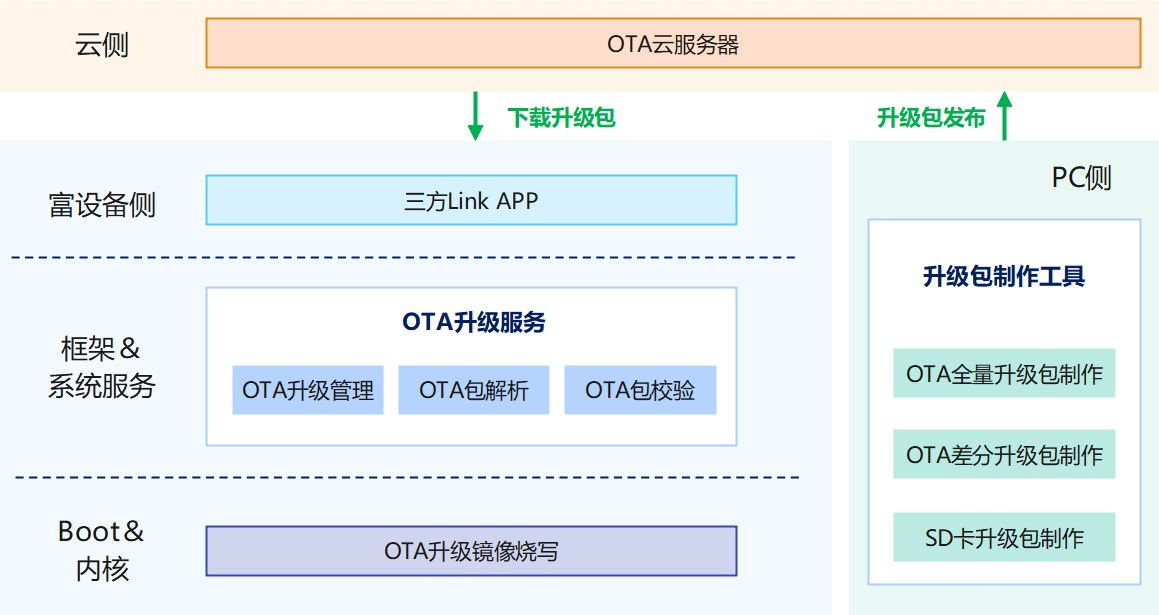 云侧
OTA云服务器
下载升级包
升级包发布
富设备侧
三方Link APP
框架＆
系统服务
OTA升级服务
OTA升级管理
OTA包解析
OTA包校验
Boot＆
内核
OTA升级镜像烧写
PC侧
升级包制作工具
OTA全量升级包制作
OTA差分升级包制作
SD卡升级包制作